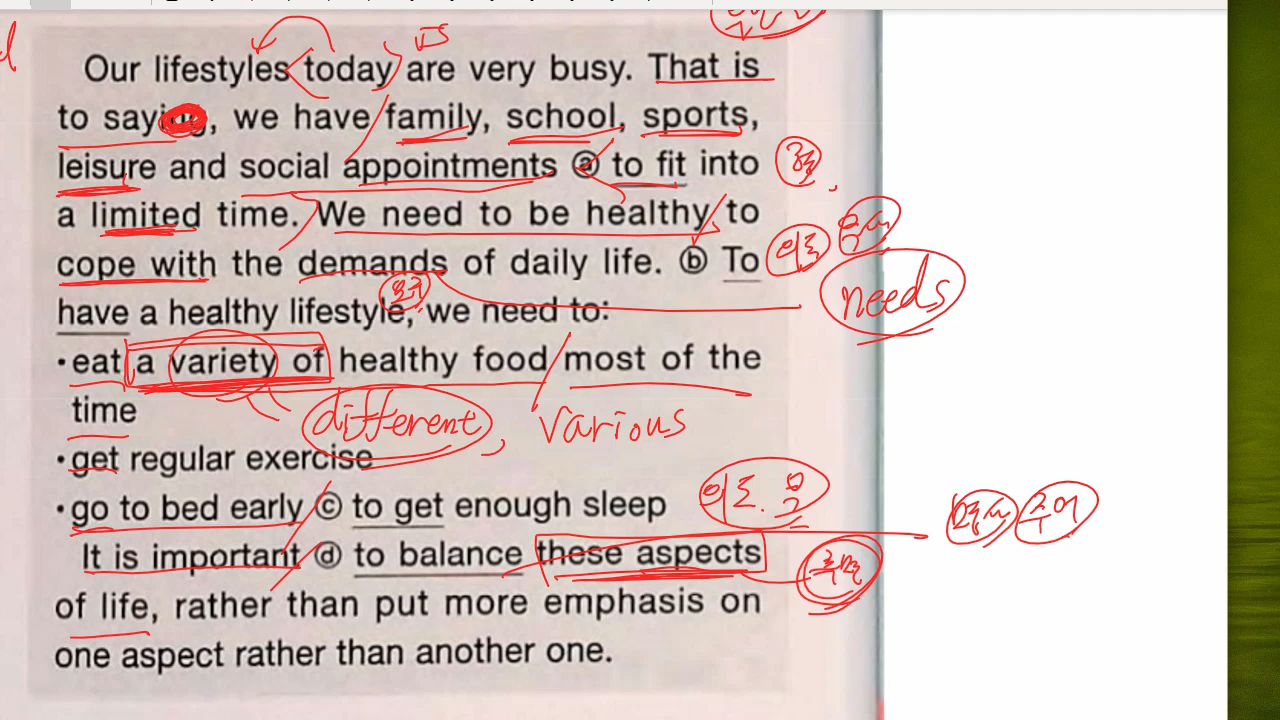 Our lifestyles today are very busy. That is
to say, we have family, school, sports,
leisure and social appointments ⓐ to fit into
a limited time. We need to be healthy to
cope with the demands of daily life. ⓑ To
needs
have a healthy lifestyle, we need to:
·eat a variety of healthy food most of the
time
different, various
·get regular exercise
·go to bed early ⓒ to get enough sleep
It is important ⓓ to balance these aspects
of life, rather than put more emphasis on
one aspect rather than another one.